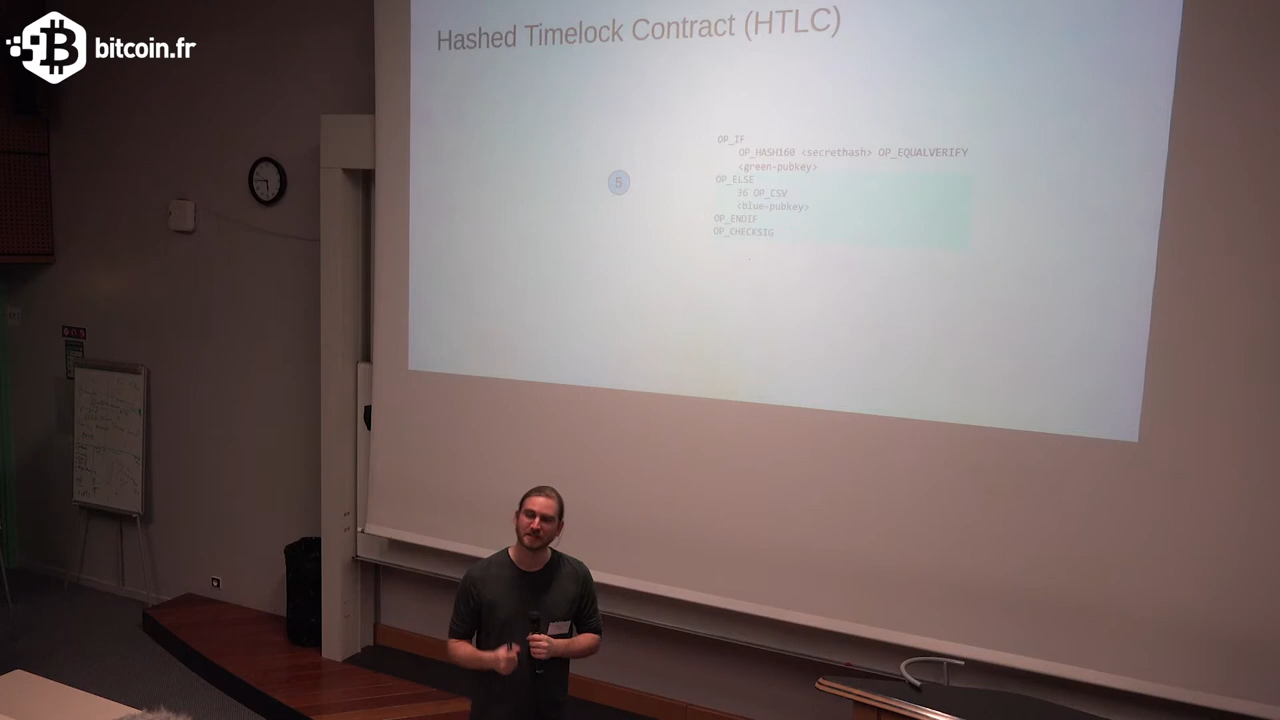 bitcoin.fr
Hashed Timelock Contract (HTLC)
5
OP_IF
OP_HASH160 <secrethash> OP_EQUALVERIFY
<green-pubkey>
OP_ELSE
36 OP_CSV
<blue-pubkey>
OP_ENDIF
OP_CHECKSIG